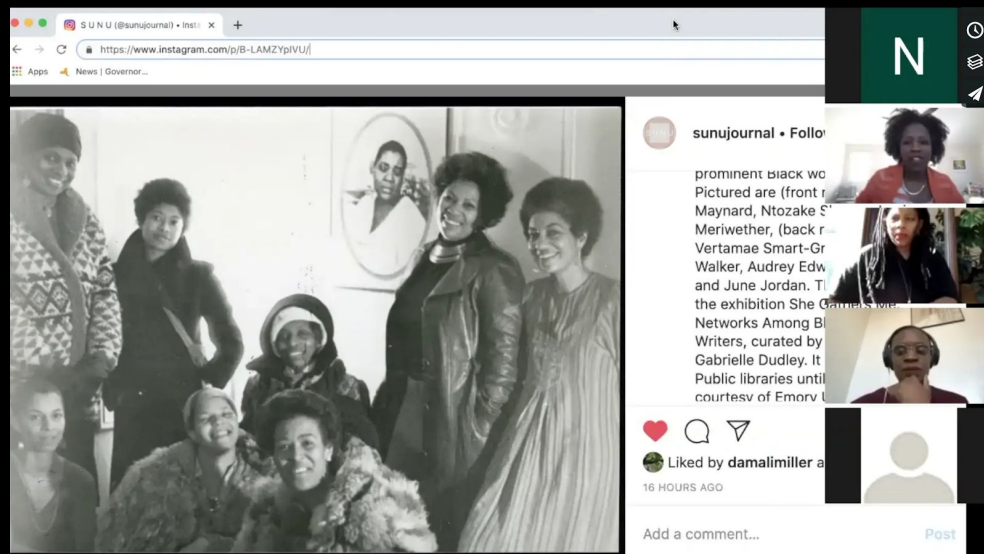 S U N U (@sunujournal) • Insta
https://www.instagram.com/p/B-LAMZYpIVU/
Apps News | Governor...
sunujournal • Follo
prominent Black wo
Pictured are (front r
Maynard, Ntozake S
Meriwether, (back r
Vertamae Smart-Gr
Walker, Audrey Edw
and June Jordan. T
the exhibition She Gathers Me:
Networks Among Bl
Writers, curated by
Gabrielle Dudley. It
Public libraries until
courtesy of Emory U
Liked by damalimiller a
16 HOURS AGO
Add a comment... Post
N